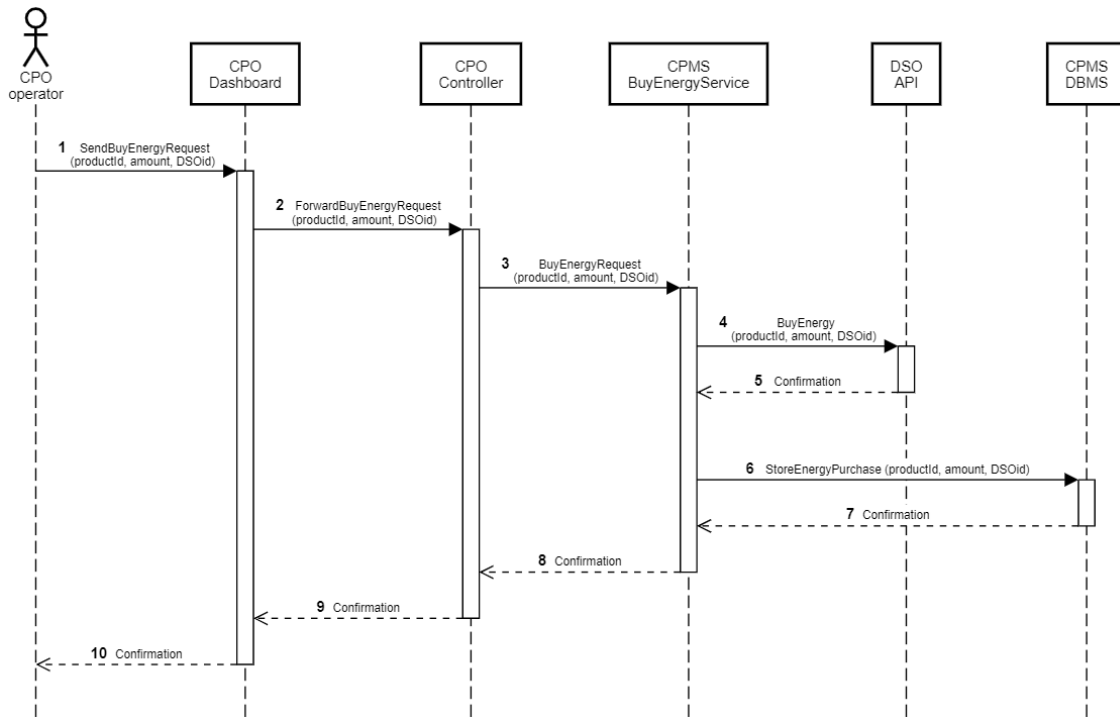 CPO
operator
CPO
Dashboard
CPO
Controller
CPMS
BuyEnergyService
DSO
API
CPMS
DBMS
1 SendBuyEnergyRequest
(productId, amount, DSOid)
2 ForwardBuyEnergyRequest
(productId, amount, DSOid)
3 BuyEnergyRequest
(productId, amount, DSOid)
4 BuyEnergy
(productId, amount, DSOid)
5 Confirmation
6 StoreEnergyPurchase (productId, amount, DSOid)
7 Confirmation
8 Confirmation
9 Confirmation
10 Confirmation